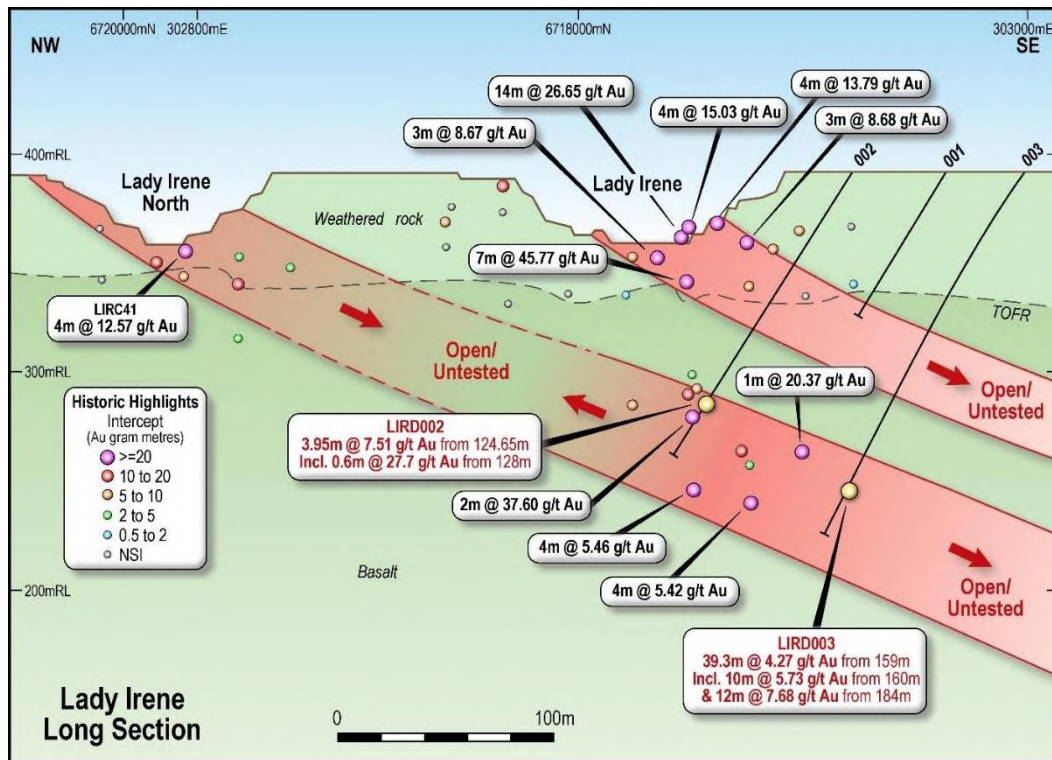 6720000mN
302800mE
6718000mN
303000mE
NW
SE
14m @ 26.65 g/t Au
4m @ 15.03 g/t Au
4m @ 13.79 g/t Au
3m @ 8.67 g/t Au
3m @ 8.68 g/t Au
002
001
003
400mRL
Lady Irene
North
Lady Irene
Weathered rock
7m @ 45.77 g/t Au
LIRC41
4m @ 12.57 g/t Au
TOFR
300mRL
Open/
Untested
1m @ 20.37 g/t Au
Open/
Untested
Historic Highlights
Intercept
(Au gram metres)
>=20
10 to 20
5 to 10
2 to 5
0.5 to 2
NSI
LIRD002
3.95m @ 7.51 g/t Au from 124.65m
Incl. 0.6m @ 27.7 g/t Au from 128m
2m @ 37.60 g/t Au
4m @ 5.46 g/t Au
4m @ 5.42 g/t Au
Basalt
200mRL
Open/
Untested
LIRD003
39.3m @ 4.27 g/t Au from 159m
Incl. 10m @ 5.73 g/t Au from 160m
& 12m @ 7.68 g/t Au from 184m
Lady Irene
Long Section
0
100m